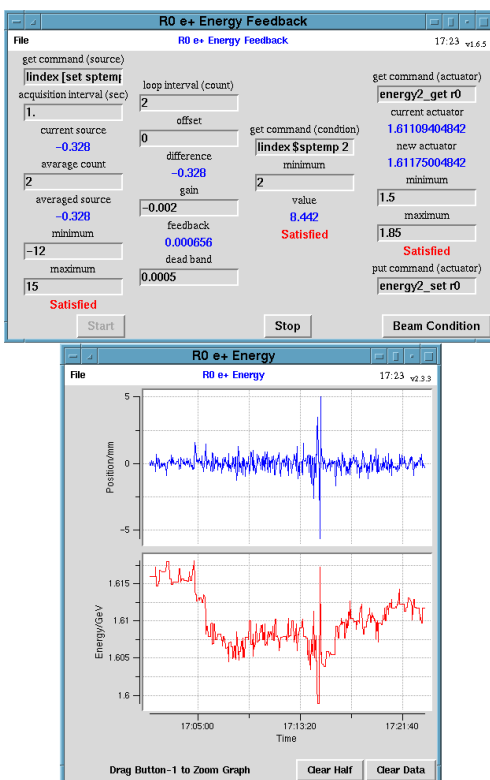 R0 e+ Energy Feedback
File R0 e+ Energy Feedback 17:23 v1.6.5
get command (source)
lindex [set sptemp
acquisition interval (sec)
1.
current source
-0.328
avarage count
2
averaged source
-0.328
minimum
-12
maximum
15
Satisfied
loop interval (count)
2
offset
0
difference
-0.328
gain
-0.002
feedback
0.000656
dead band
0.0005
get command (condtion)
lindex $sptemp 2
minimum
2
value
8.442
Satisfied
get command (actuator)
energy2_get r0
current actuator
1.61109404842
new actuator
1.61175004842
minimum
1.5
maximum
1.85
Satisfied
put command (actuator)
energy2_set r0
Start Stop Beam Condition
R0 e+ Energy
File R0 e+ Energy 17:23 v2.3.3
Position/mm
5
0
-5
Energy/GeV
1.615
1.61
1.605
1.6
17:05:00 17:13:20 17:21:40
Time
Drag Button-1 to Zoom Graph Clear Half Clear Data